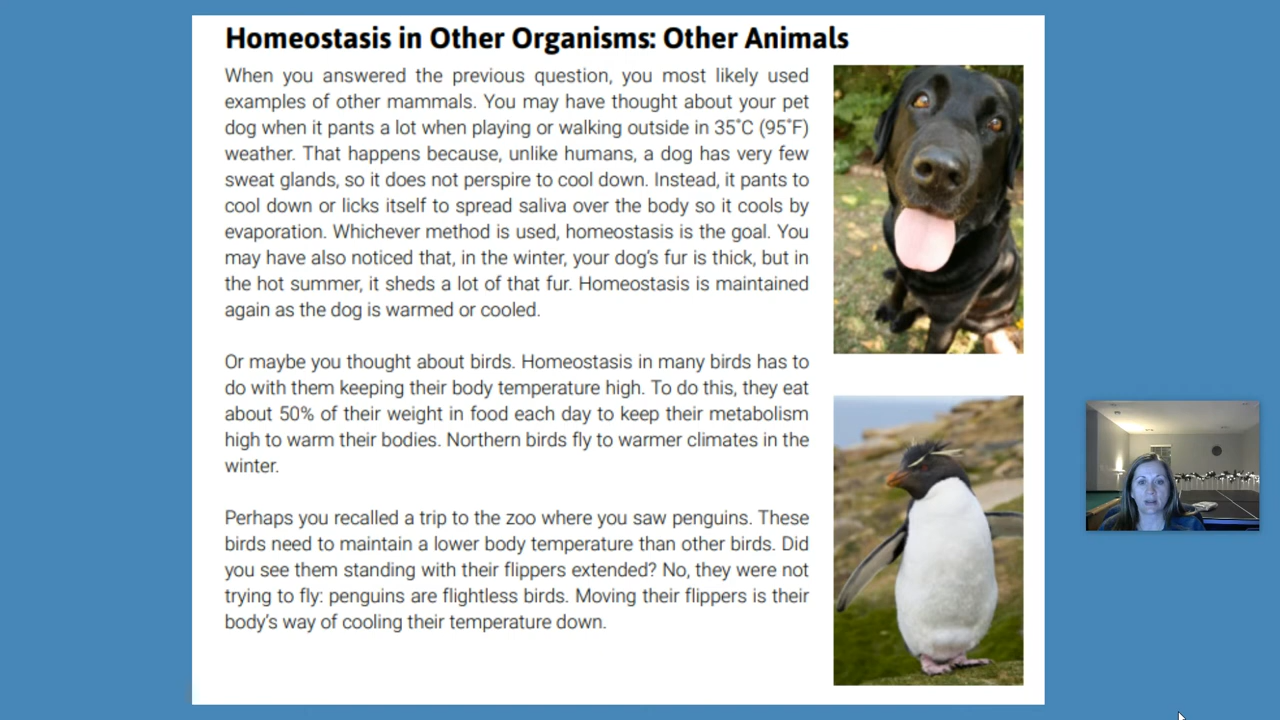 Homeostasis in Other Organisms: Other Animals
When you answered the previous question, you most likely used
examples of other mammals. You may have thought about your pet
dog when it pants a lot when playing or walking outside in 35˚C (95˚F)
weather. That happens because, unlike humans, a dog has very few
sweat glands, so it does not perspire to cool down. Instead, it pants to
cool down or licks itself to spread saliva over the body so it cools by
evaporation. Whichever method is used, homeostasis is the goal. You
may have also noticed that, in the winter, your dog’s fur is thick, but in
the hot summer, it sheds a lot of that fur. Homeostasis is maintained
again as the dog is warmed or cooled.
Or maybe you thought about birds. Homeostasis in many birds has to
do with them keeping their body temperature high. To do this, they eat
about 50% of their weight in food each day to keep their metabolism
high to warm their bodies. Northern birds fly to warmer climates in the
winter.
Perhaps you recalled a trip to the zoo where you saw penguins. These
birds need to maintain a lower body temperature than other birds. Did
you see them standing with their flippers extended? No, they were not
trying to fly: penguins are flightless birds. Moving their flippers is their
body’s way of cooling their temperature down.